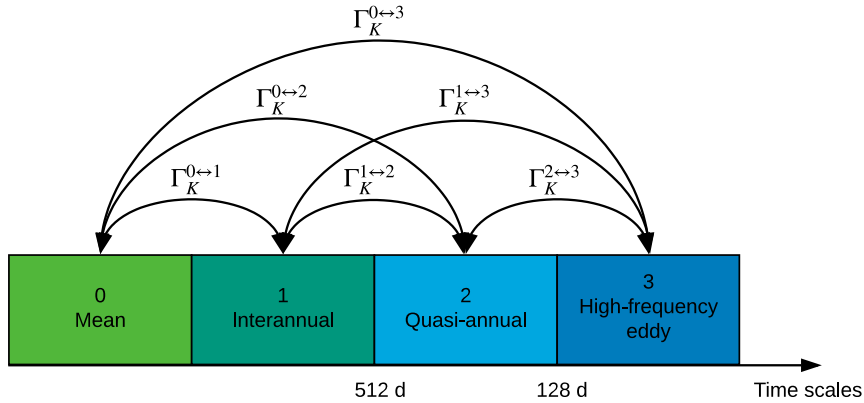 Γ_K^{0↔3}
Γ_K^{0↔2} Γ_K^{1↔3}
Γ_K^{0↔1} Γ_K^{1↔2} Γ_K^{2↔3}
0
Mean
1
Interannual
2
Quasi-annual
3
High-frequency
eddy
512 d 128 d Time scales